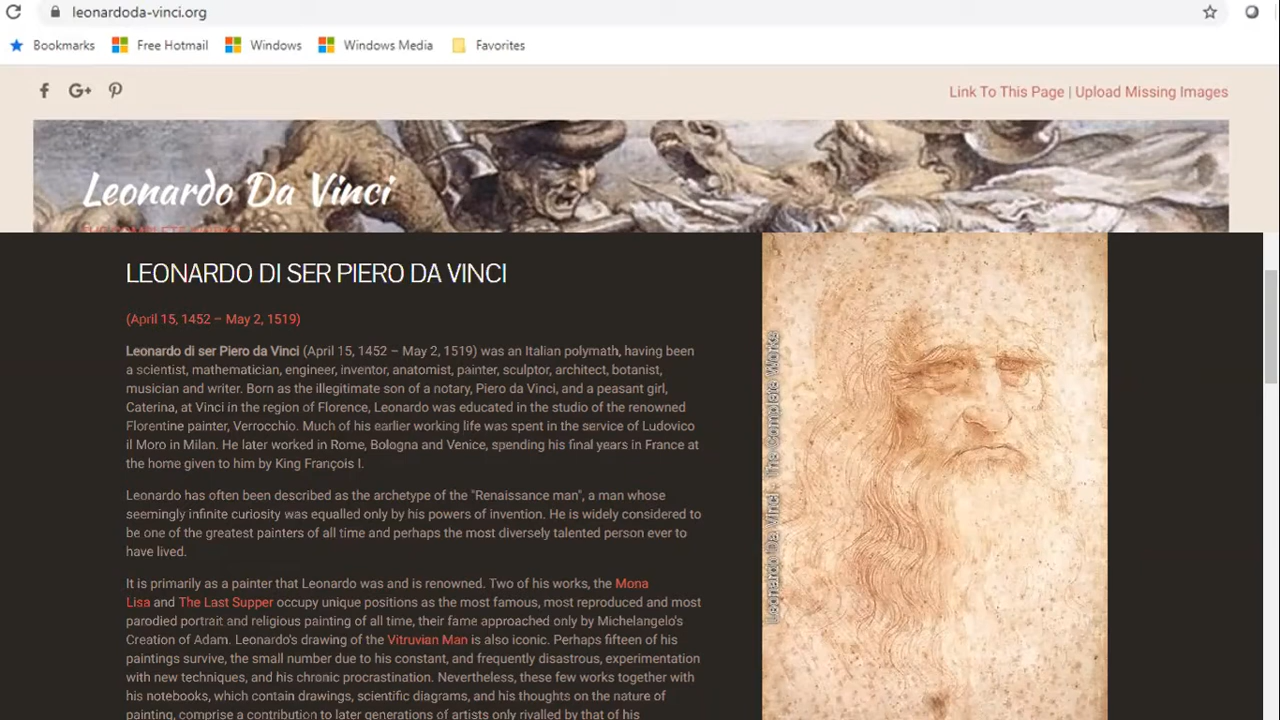 leonardoda-vinci.org
Bookmarks Free Hotmail Windows Windows Media Favorites
Link To This Page | Upload Missing Images
Leonardo Da Vinci
LEONARDO DI SER PIERO DA VINCI
(April 15, 1452 – May 2, 1519)
Leonardo di ser Piero da Vinci (April 15, 1452 – May 2, 1519) was an Italian polymath, having been
a scientist, mathematician, engineer, inventor, anatomist, painter, sculptor, architect, botanist,
musician and writer. Born as the illegitimate son of a notary, Piero da Vinci, and a peasant girl,
Caterina, at Vinci in the region of Florence, Leonardo was educated in the studio of the renowned
Florentine painter, Verrocchio. Much of his earlier working life was spent in the service of Ludovico
il Moro in Milan. He later worked in Rome, Bologna and Venice, spending his final years in France at
the home given to him by King François I.
Leonardo has often been described as the archetype of the "Renaissance man", a man whose
seemingly infinite curiosity was equalled only by his powers of invention. He is widely considered to
be one of the greatest painters of all time and perhaps the most diversely talented person ever to
have lived.
It is primarily as a painter that Leonardo was and is renowned. Two of his works, the Mona
Lisa and The Last Supper occupy unique positions as the most famous, most reproduced and most
parodied portrait and religious painting of all time, their fame approached only by Michelangelo's
Creation of Adam. Leonardo's drawing of the Vitruvian Man is also iconic. Perhaps fifteen of his
paintings survive, the small number due to his constant, and frequently disastrous, experimentation
with new techniques, and his chronic procrastination. Nevertheless, these few works together with
his notebooks, which contain drawings, scientific diagrams, and his thoughts on the nature of
painting, comprise a contribution to later generations of artists only rivalled by that of his
Leonardo Da Vinci - The Complete Works